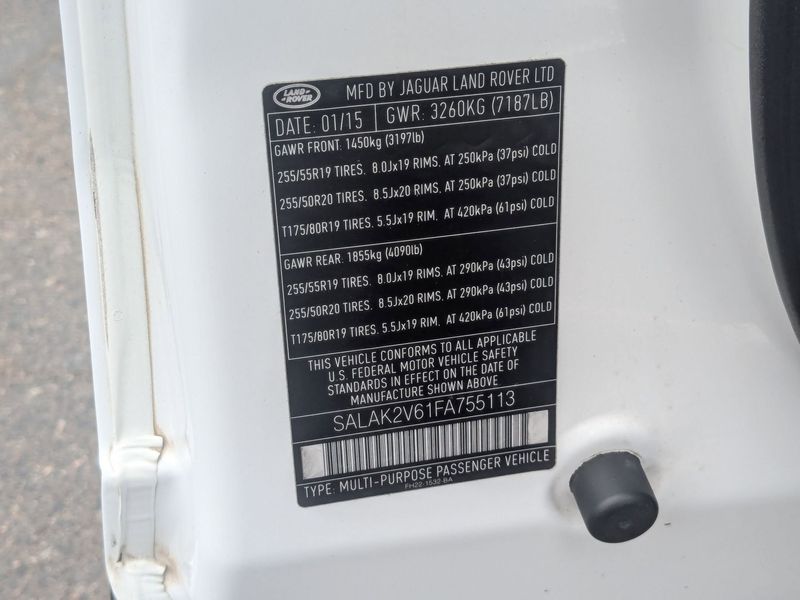 LAND ROVER
MFD BY JAGUAR LAND ROVER LTD
DATE: 01/15 GWR: 3260KG (7187LB)
GAWR FRONT: 1450kg (3197lb)
255/55R19 TIRES. 8.0Jx19 RIMS. AT 250kPa (37psi) COLD
255/50R20 TIRES. 8.5Jx20 RIMS. AT 250kPa (37psi) COLD
T175/80R19 TIRES. 5.5Jx19 RIM. AT 420kPa (61psi) COLD
GAWR REAR. 1855kg (4090lb)
255/55R19 TIRES. 8.0Jx19 RIMS. AT 290kPa (43psi) COLD
255/50R20 TIRES. 8.5Jx20 RIMS. AT 290kPa (43psi) COLD
T175/80R19 TIRES. 5.5Jx19 RIM. AT 420kPa (61psi) COLD
THIS VEHICLE CONFORMS TO ALL APPLICABLE
U.S. FEDERAL MOTOR VEHICLE SAFETY
STANDARDS IN EFFECT ON THE DATE OF
MANUFACTURE SHOWN ABOVE
SALAK2V61FA755113
TYPE: MULTI-PURPOSE PASSENGER VEHICLE
FH22-1532-BA